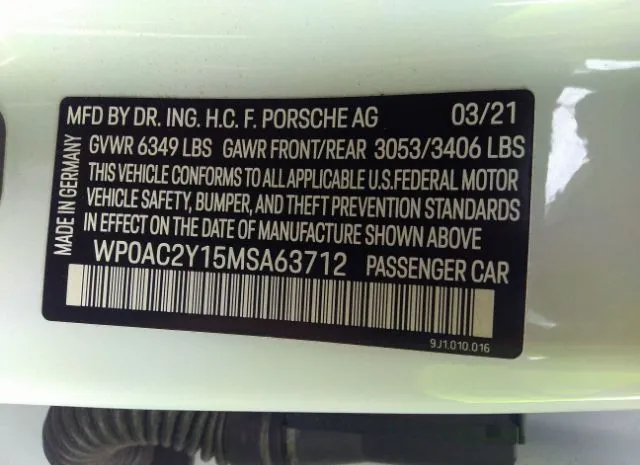 MFD BY DR. ING. H.C. F. PORSCHE AG 03/21
GVWR 6349 LBS GAWR FRONT/REAR 3053/3406 LBS
THIS VEHICLE CONFORMS TO ALL APPLICABLE U.S.FEDERAL MOTOR
VEHICLE SAFETY, BUMPER, AND THEFT PREVENTION STANDARDS
IN EFFECT ON THE DATE OF MANUFACTURE SHOWN ABOVE.
WP0AC2Y15MSA63712 PASSENGER CAR
9J1.010.016
MADE IN GERMANY